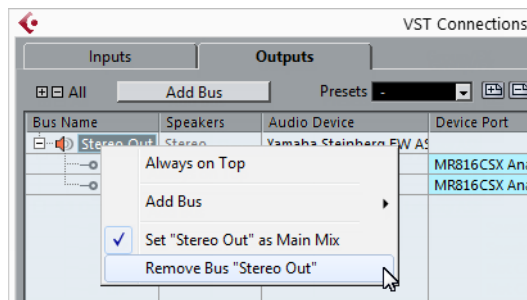 VST Connections
Inputs
Outputs
All
Add Bus
Presets
-
Bus Name
Speakers
Audio Device
Device Port
Stereo Out
Stereo
Yamaha Steinberg FW AS
MR816CSX Ana
MR816CSX Ana
Always on Top
Add Bus
Set "Stereo Out" as Main Mix
Remove Bus "Stereo Out"